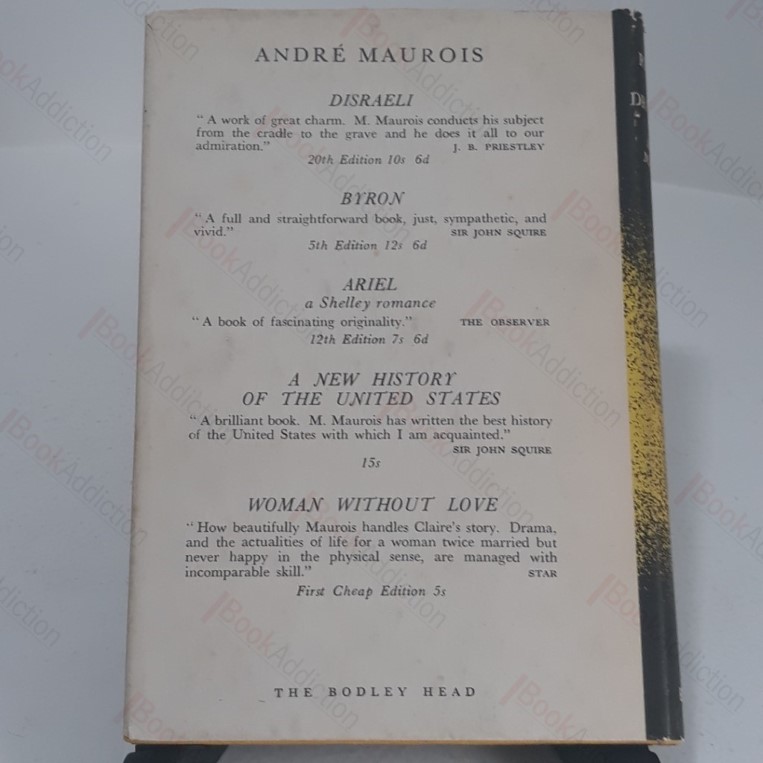 ANDRÉ MAUROIS
DISRAELI
“ A work of great charm. M. Maurois conducts his subject
from the cradle to the grave and he does it all to our
admiration.” J. B. PRIESTLEY
20th Edition 10s 6d
BYRON
“ A full and straightforward book, just, sympathetic, and
vivid.” SIR JOHN SQUIRE
5th Edition 12s 6d
ARIEL
a Shelley romance
“ A book of fascinating originality.” THE OBSERVER
12th Edition 7s 6d
A NEW HISTORY
OF THE UNITED STATES
“ A brilliant book. M. Maurois has written the best history
of the United States with which I am acquainted.”
SIR JOHN SQUIRE
15s
WOMAN WITHOUT LOVE
“ How beautifully Maurois handles Claire's story. Drama,
and the actualities of life for a woman twice married but
never happy in the physical sense, are managed with
incomparable skill.” STAR
First Cheap Edition 5s
THE BODLEY HEAD
BookAddiction